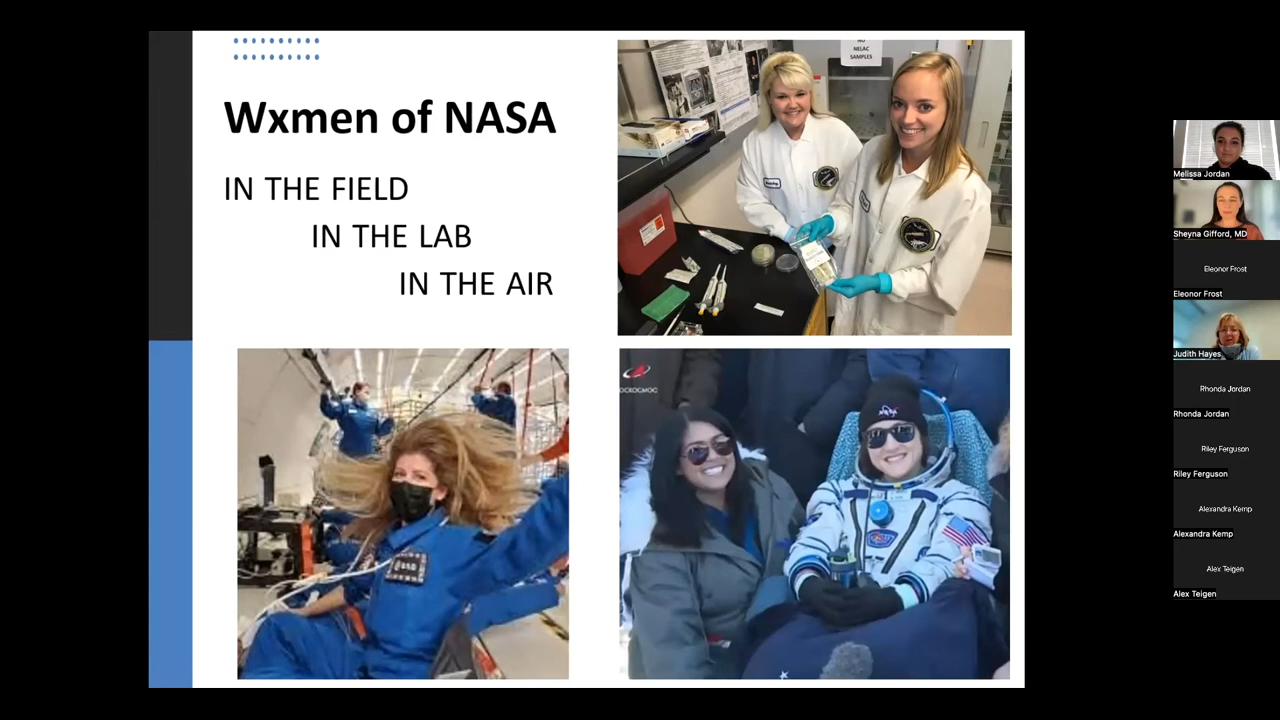 Wxmen of NASA
IN THE FIELD
IN THE LAB
IN THE AIR
NELAC
SAMPLES
NASA
Melissa Jordan
Sheyna Gifford, MD
Eleonor Frost
Eleonor Frost
Judith Hayes
Rhonda Jordan
Rhonda Jordan
Riley Ferguson
Riley Ferguson
Alexandra Kemp
Alexandra Kemp
Alex Teigen
Alex Teigen